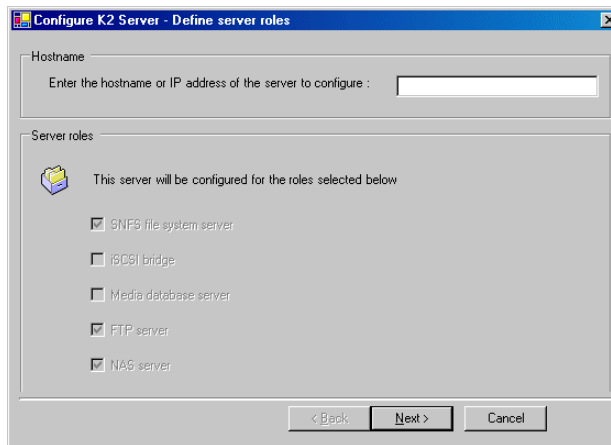 Configure K2 Server - Define server roles
Hostname
Enter the hostname or IP address of the server to configure :
Server roles
This server will be configured for the roles selected below
SNFS file system server
iSCSI bridge
Media database server
FTP server
NAS server
< Back
Next >
Cancel